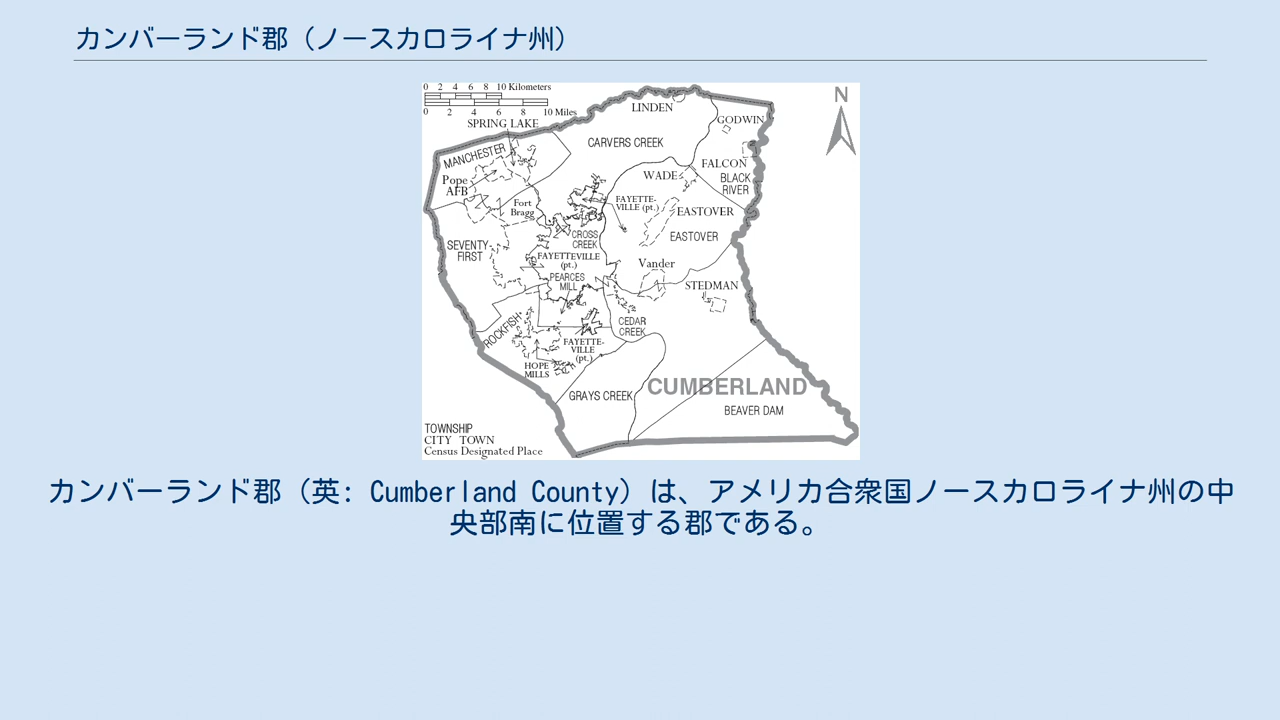 カンバーランド郡（ノースカロライナ州）
0 2 4 6 8 10 Kilometers
0 2 4 6 8 10 Miles
N
LINDEN
SPRING LAKE
GODWIN
CARVERS CREEK
MANCHESTER
FALCON
Pope
AFB
WADE
BLACK
RIVER
Fort
Bragg
FAYETTE-
VILLE (pt.)
EASTOVER
CROSS
CREEK
EASTOVER
SEVENTY-
FIRST
FAYETTEVILLE
(pt.)
Vander
PEARCES
MILL
STEDMAN
ROCKFISH
CEDAR
CREEK
FAYETTE-
VILLE
(pt.)
HOPE
MILLS
GRAYS CREEK
CUMBERLAND
BEAVER DAM
TOWNSHIP
CITY TOWN
Census Designated Place
カンバーランド郡（英: Cumberland County）は、アメリカ合衆国ノースカロライナ州の中
央部南に位置する郡である。